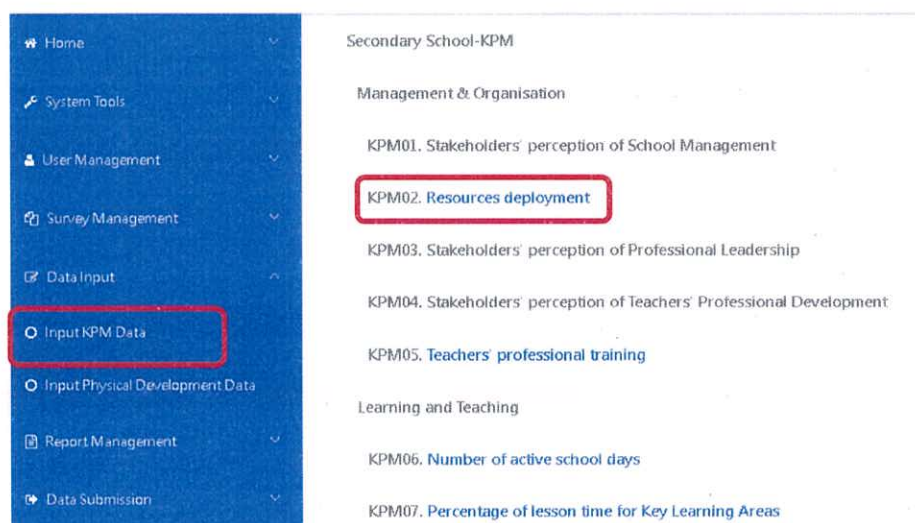 Home
System Tools
User Management
Survey Management
Data Input
Input KPM Data
Input Physical Development Data
Report Management
Data Submission
Secondary School-KPM
Management & Organisation
KPM01. Stakeholders' perception of School Management
KPM02. Resources deployment
KPM03. Stakeholders' perception of Professional Leadership
KPM04. Stakeholders' perception of Teachers' Professional Development
KPM05. Teachers' professional training
Learning and Teaching
KPM06. Number of active school days
KPM07. Percentage of lesson time for Key Learning Areas